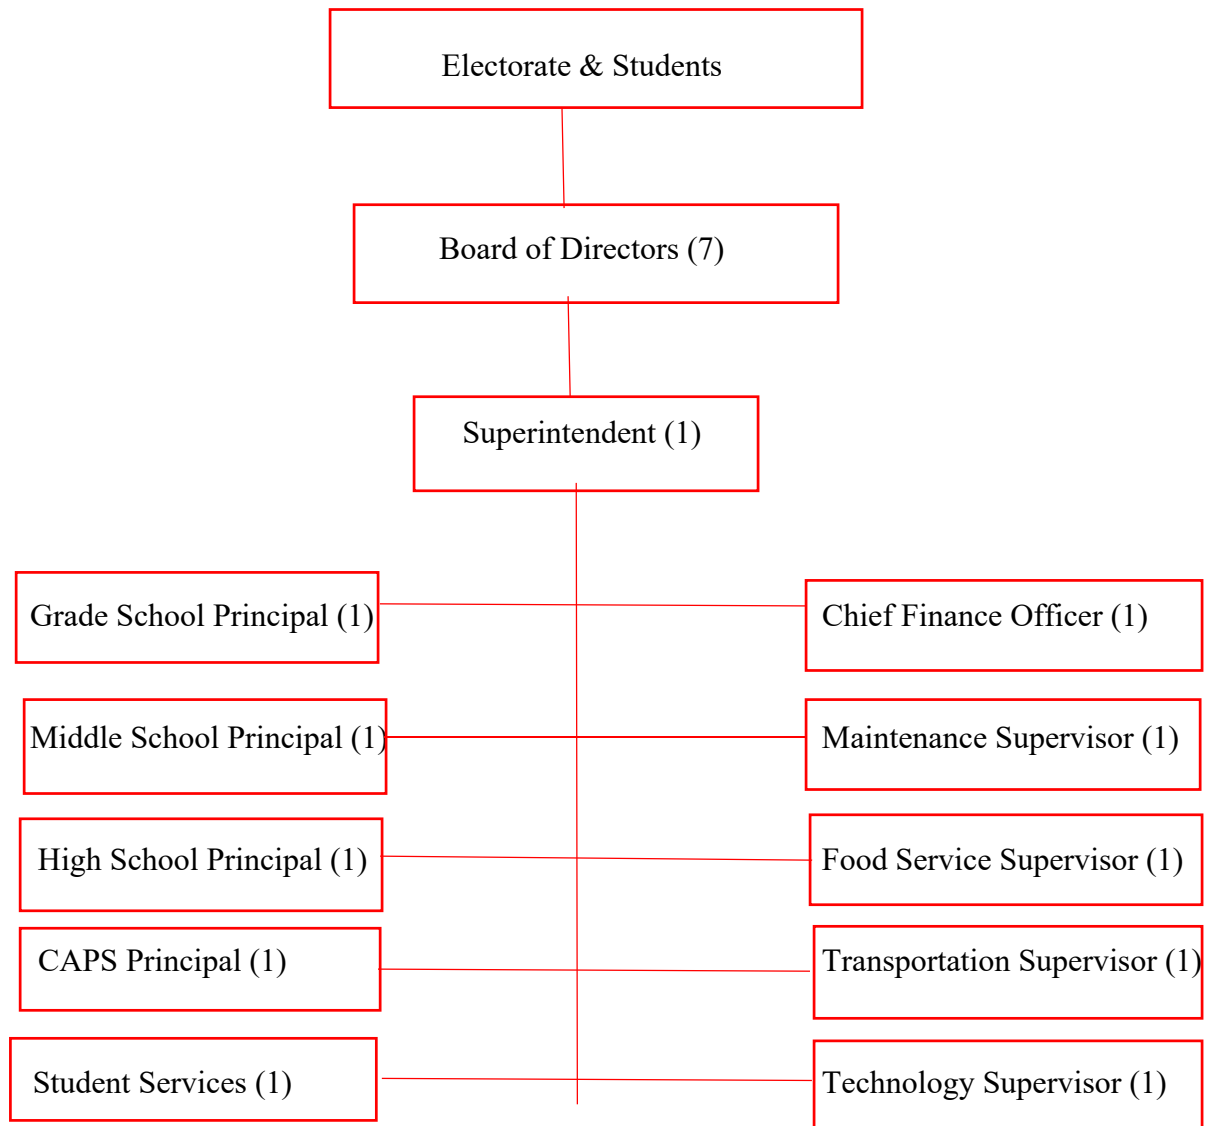 Electorate & Students
Board of Directors (7)
Superintendent (1)
Grade School Principal (1)
Chief Finance Officer (1)
Middle School Principal (1)
Maintenance Supervisor (1)
High School Principal (1)
Food Service Supervisor (1)
CAPS Principal (1)
Transportation Supervisor (1)
Student Services (1)
Technology Supervisor (1)